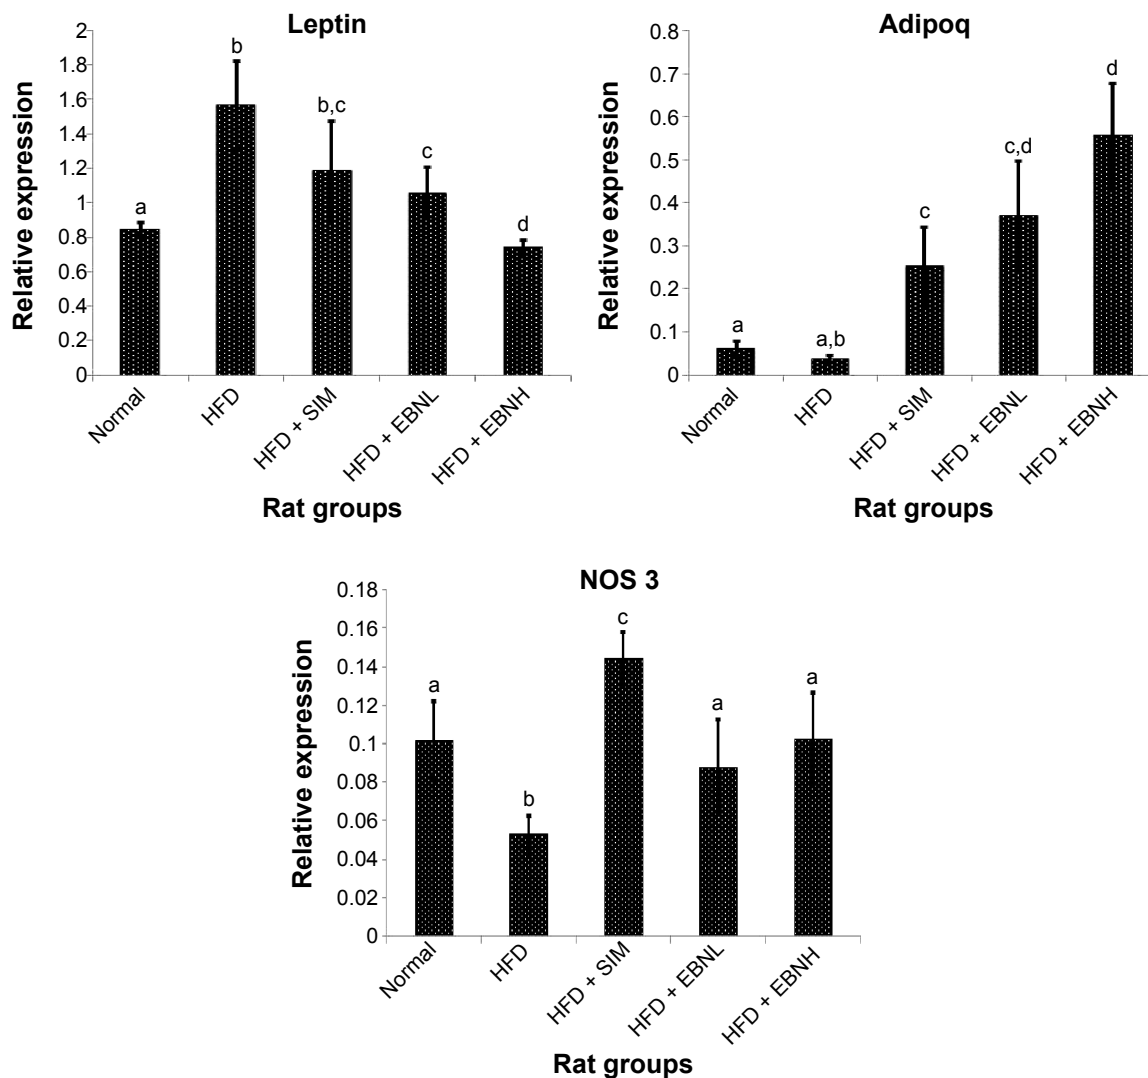 Leptin
Relative expression
2
1.8
1.6
1.4
1.2
1
0.8
0.6
0.4
0.2
0
a
b
b,c
c
d
Normal
HFD
HFD + SIM
HFD + EBNL
HFD + EBNH
Rat groups
Adipoq
Relative expression
0.8
0.7
0.6
0.5
0.4
0.3
0.2
0.1
0
a
a,b
c
c,d
d
Normal
HFD
HFD + SIM
HFD + EBNL
HFD + EBNH
Rat groups
NOS 3
Relative expression
0.18
0.16
0.14
0.12
0.1
0.08
0.06
0.04
0.02
0
a
b
c
a
a
Normal
HFD
HFD + SIM
HFD + EBNL
HFD + EBNH
Rat groups